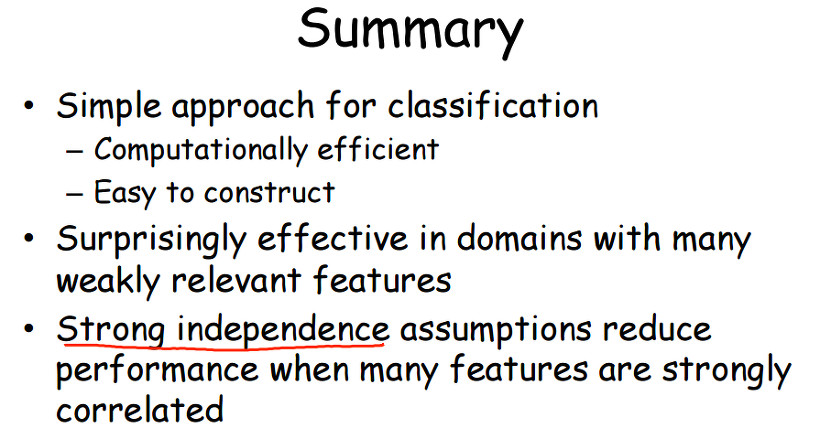 Summary
• Simple approach for classification
– Computationally efficient
– Easy to construct
• Surprisingly effective in domains with many
weakly relevant features
• Strong independence assumptions reduce
performance when many features are strongly
correlated